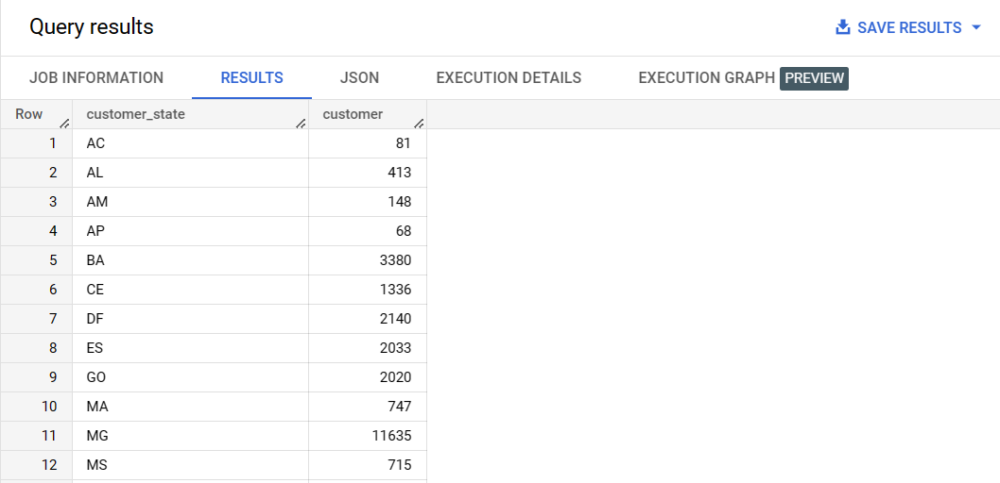 Query results SAVE RESULTS
JOB INFORMATION RESULTS JSON EXECUTION DETAILS EXECUTION GRAPH PREVIEW
Row customer_state customer
1 AC 81
2 AL 413
3 AM 148
4 AP 68
5 BA 3380
6 CE 1336
7 DF 2140
8 ES 2033
9 GO 2020
10 MA 747
11 MG 11635
12 MS 715